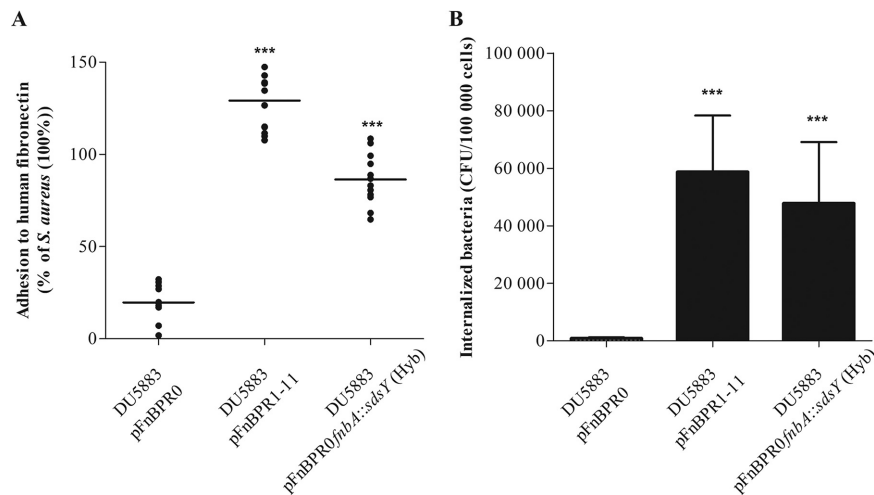 A
Adhesion to human fibronectin
(% of S. aureus (100%))
150
100
50
0
***
***
DU5883
pFnBPR0
DU5883
pFnBPR1-11
DU5883
pFnBPR0fnbA::sdsY (Hyb)
B
Internalized bacteria (CFU/100 000 cells)
100 000
80 000
60 000
40 000
20 000
0
***
***
DU5883
pFnBPR0
DU5883
pFnBPR1-11
DU5883
pFnBPR0fnbA::sdsY (Hyb)